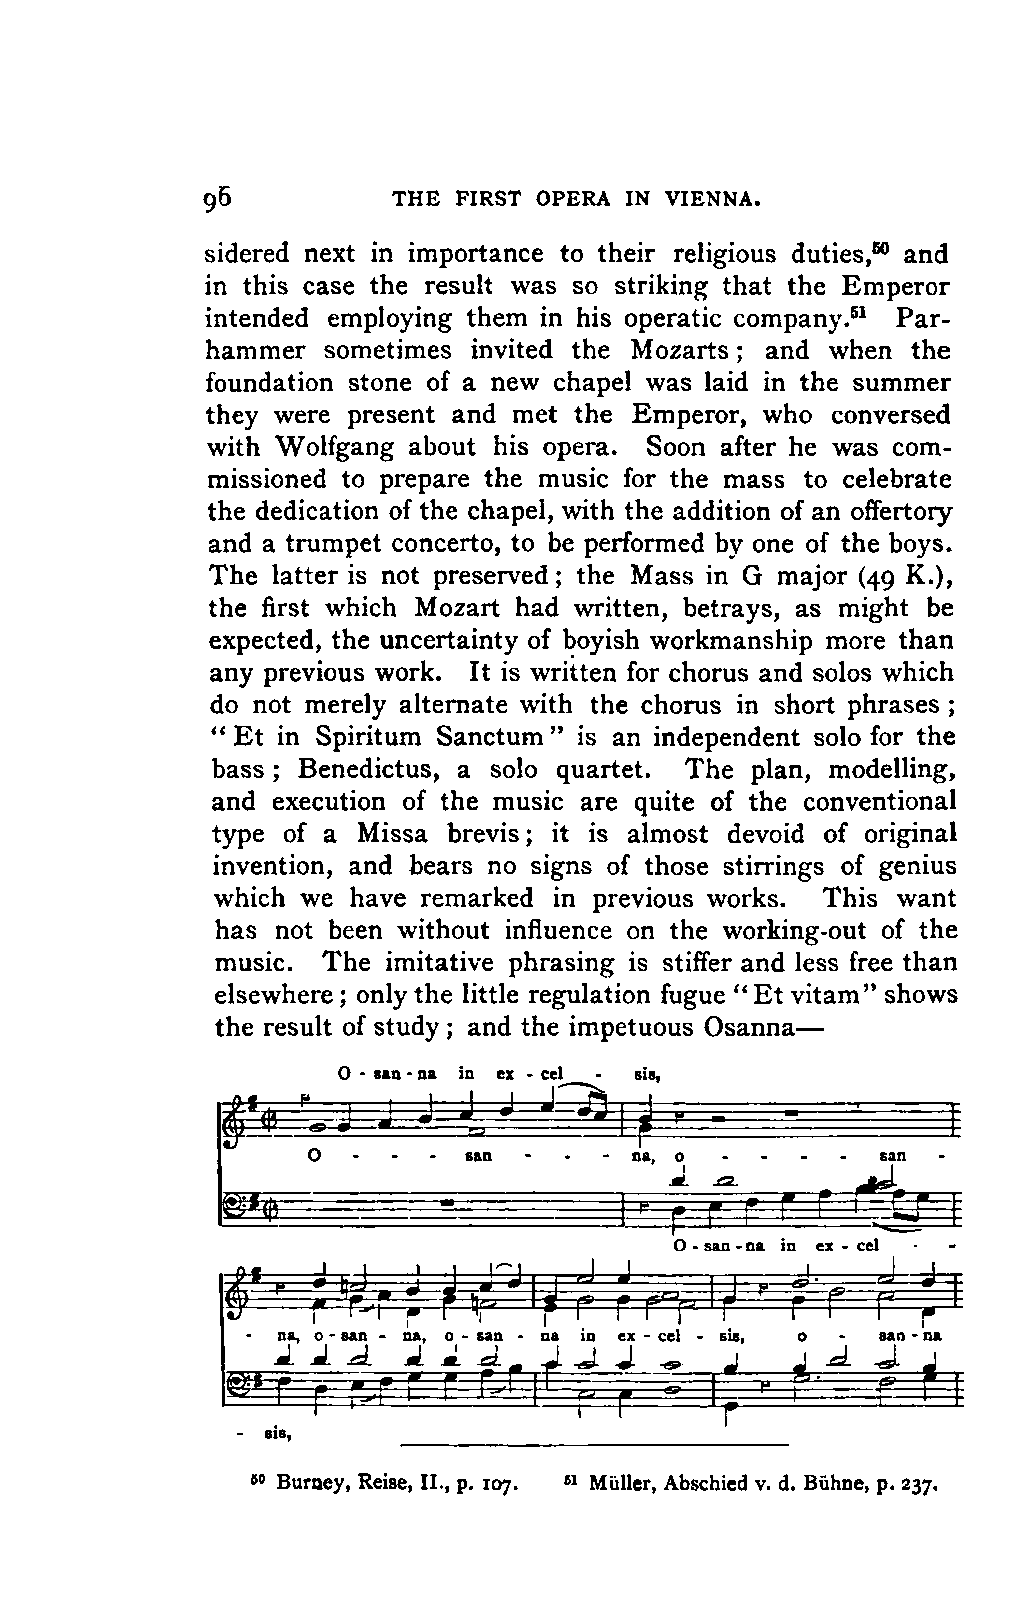 96 THE FIRST OPERA IN VIENNA.
sidered next in importance to their religious duties,⁵⁰ and
in this case the result was so striking that the Emperor
intended employing them in his operatic company.⁵¹ Par-
hammer sometimes invited the Mozarts; and when the
foundation stone of a new chapel was laid in the summer
they were present and met the Emperor, who conversed
with Wolfgang about his opera. Soon after he was com-
missioned to prepare the music for the mass to celebrate
the dedication of the chapel, with the addition of an offertory
and a trumpet concerto, to be performed by one of the boys.
The latter is not preserved; the Mass in G major (49 K.),
the first which Mozart had written, betrays, as might be
expected, the uncertainty of boyish workmanship more than
any previous work. It is written for chorus and solos which
do not merely alternate with the chorus in short phrases;
"Et in Spiritum Sanctum" is an independent solo for the
bass; Benedictus, a solo quartet. The plan, modelling,
and execution of the music are quite of the conventional
type of a Missa brevis; it is almost devoid of original
invention, and bears no signs of those stirrings of genius
which we have remarked in previous works. This want
has not been without influence on the working-out of the
music. The imitative phrasing is stiffer and less free than
elsewhere; only the little regulation fugue "Et vitam" shows
the result of study; and the impetuous Osanna—
O - san - na in ex - cel - sis,
O - - - san - - - na, o - - - - san -
O - san - na in ex - cel - -
- na, o - san - na, o - san - na in ex - cel - sis, o - san - na
- sis,
⁵⁰ Burney, Reise, II., p. 107. ⁵¹ Müller, Abschied v. d. Bühne, p. 237.